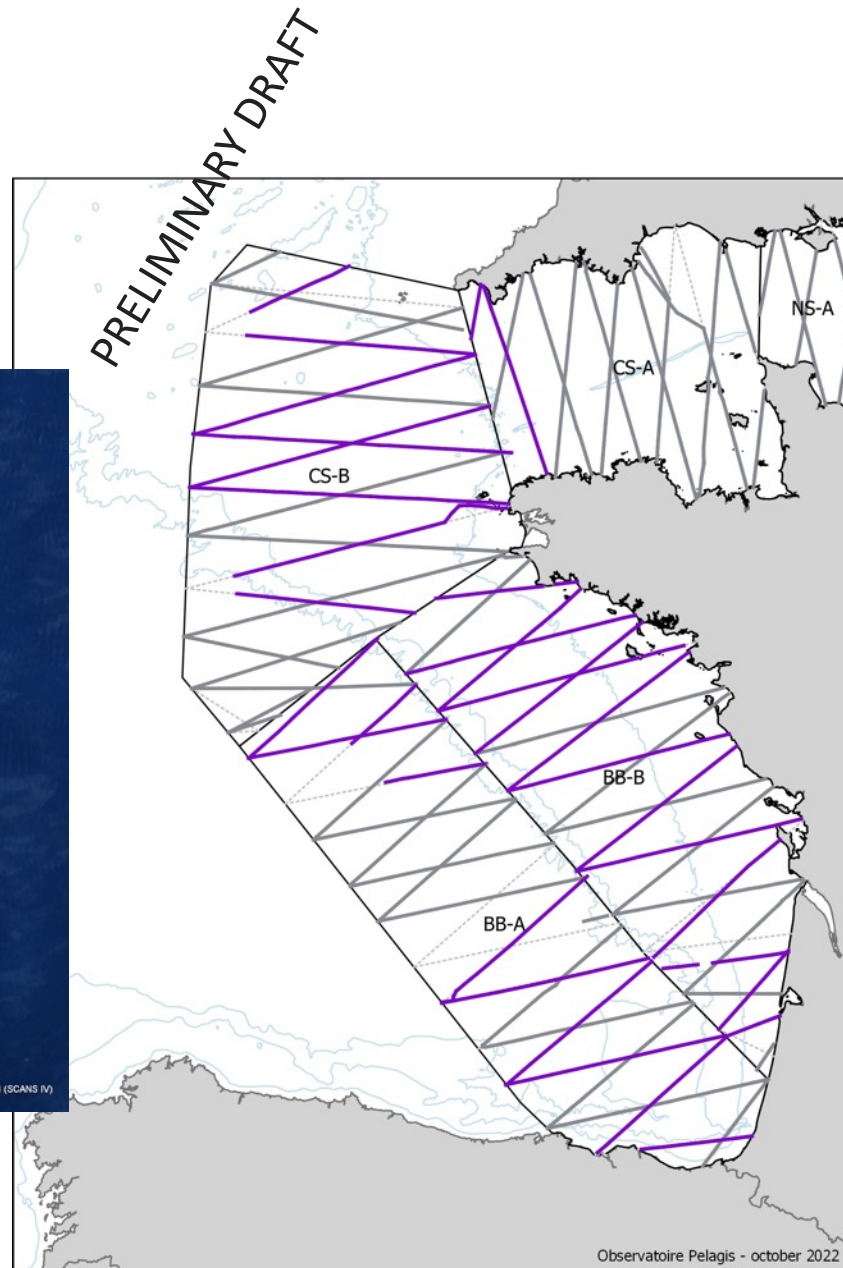 PRELIMINARY DRAFT
NS-A
CS-A
CS-B
BB-B
BB-A
(SCANS IV)
Observatoire Pelagis - october 2022